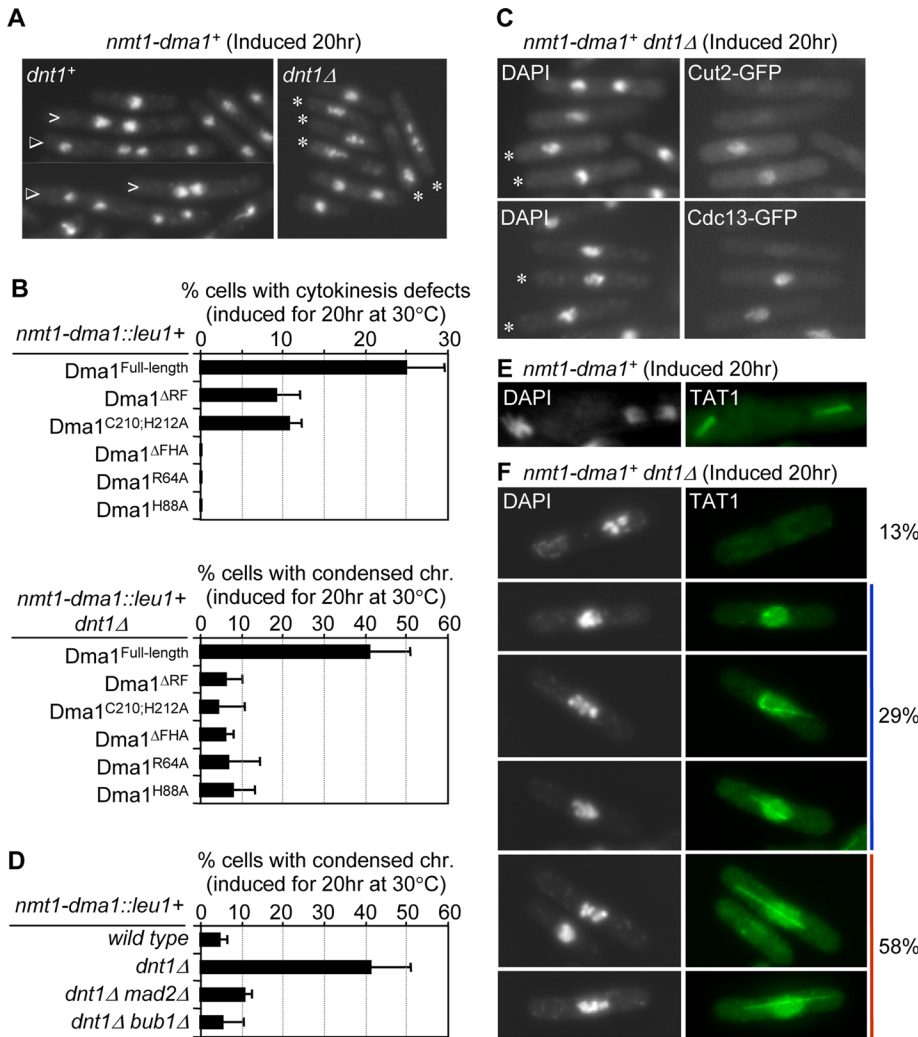 A
nmt1-dma1+ (Induced 20hr)
dnt1+
dnt1Δ
>
>
*
*
*
*
*
B
% cells with cytokinesis defects
(induced for 20hr at 30°C)
nmt1-dma1::leu1+
0 10 20 30
Dma1Full-length
Dma1ΔRF
Dma1C210;H212A
Dma1ΔFHA
Dma1R64A
Dma1H88A
% cells with condensed chr.
(induced for 20hr at 30°C)
nmt1-dma1::leu1+
dnt1Δ
0 10 20 30 40 50 60
Dma1Full-length
Dma1ΔRF
Dma1C210;H212A
Dma1ΔFHA
Dma1R64A
Dma1H88A
D
% cells with condensed chr.
(induced for 20hr at 30°C)
nmt1-dma1::leu1+
0 10 20 30 40 50 60
wild type
dnt1Δ
dnt1Δ mad2Δ
dnt1Δ bub1Δ
C
nmt1-dma1+ dnt1Δ (Induced 20hr)
DAPI
Cut2-GFP
*
*
DAPI
Cdc13-GFP
*
*
E
nmt1-dma1+ (Induced 20hr)
DAPI
TAT1
F
nmt1-dma1+ dnt1Δ (Induced 20hr)
DAPI
TAT1
13%
29%
58%